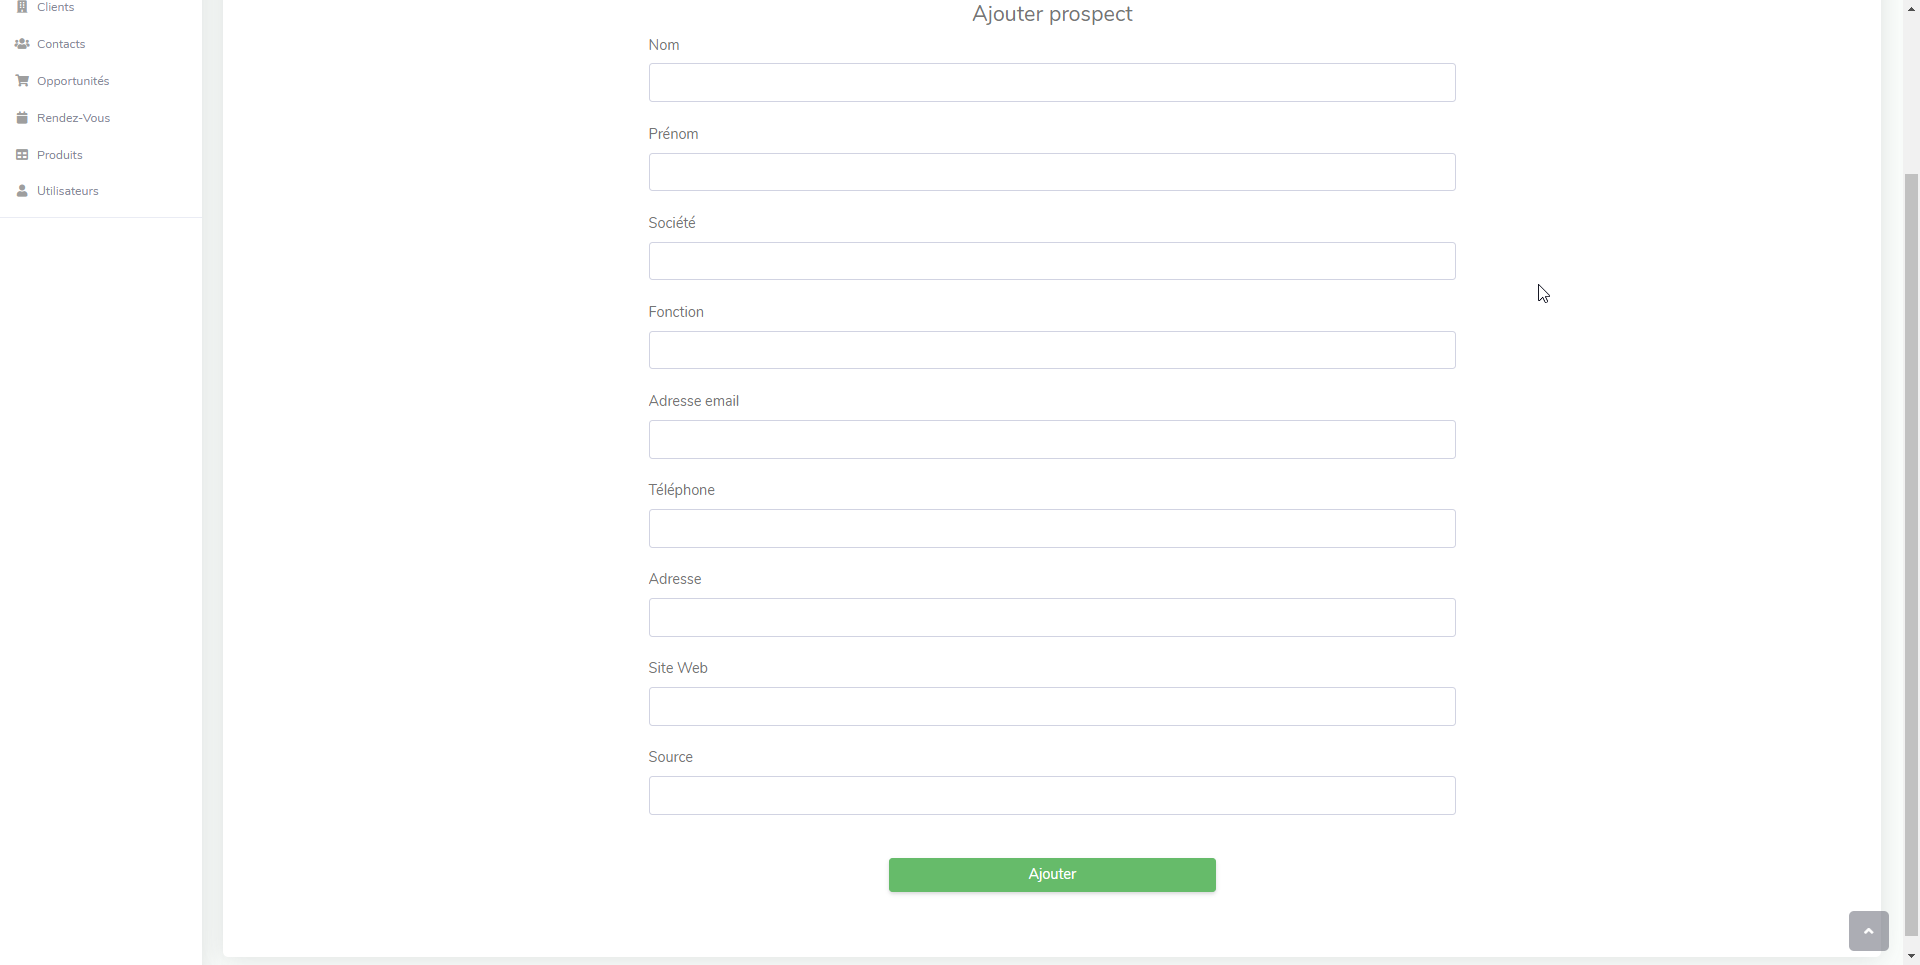 Clients
Contacts
Opportunités
Rendez-Vous
Produits
Utilisateurs
Ajouter prospect
Nom
Prénom
Société
Fonction
Adresse email
Téléphone
Adresse
Site Web
Source
Ajouter